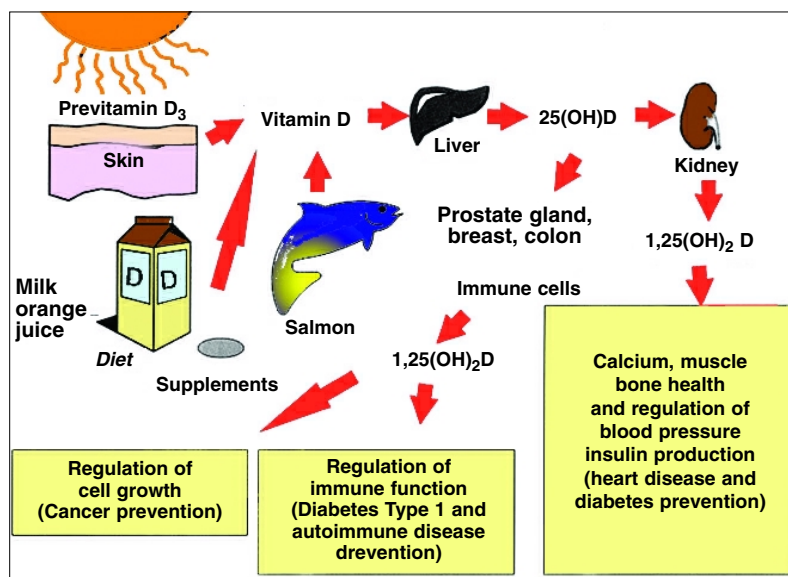 Previtamin D₃
Skin
Vitamin D
Liver
25(OH)D
Kidney
Prostate gland,
breast, colon
1,25(OH)₂ D
D D
Milk
orange
juice
Diet
Supplements
Salmon
Immune cells
1,25(OH)₂D
Regulation of
cell growth
(Cancer prevention)
Regulation of
immune function
(Diabetes Type 1 and
autoimmune disease
drevention)
Calcium, muscle
bone health
and regulation of
blood pressure
insulin production
(heart disease and
diabetes prevention)